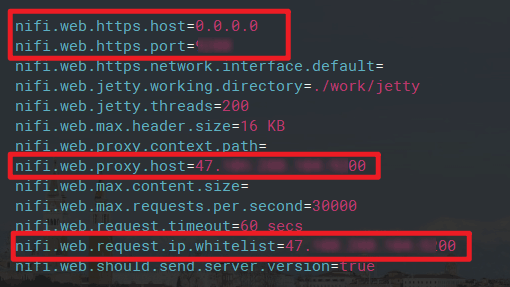 nifi.web.https.host=0.0.0.0
nifi.web.https.port=
nifi.web.https.network.interface.default=
nifi.web.jetty.working.directory=./work/jetty
nifi.web.jetty.threads=200
nifi.web.max.header.size=16 KB
nifi.web.proxy.context.path=
nifi.web.proxy.host=47. 00
nifi.web.max.content.size=
nifi.web.max.requests.per.second=30000
nifi.web.request.timeout=60 secs
nifi.web.request.ip.whitelist=47. 00
nifi.web.should.send.server.version=true